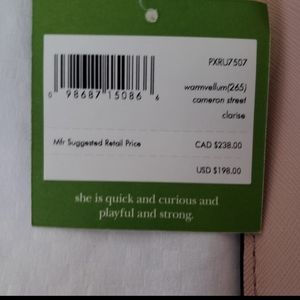 PXRU7507
warmvellum(265)
cameron street
clarise
0 98687 15086 6
Mfr Suggested Retail Price
CAD $238.00
USD $198.00
she is quick and curious and
playful and strong.